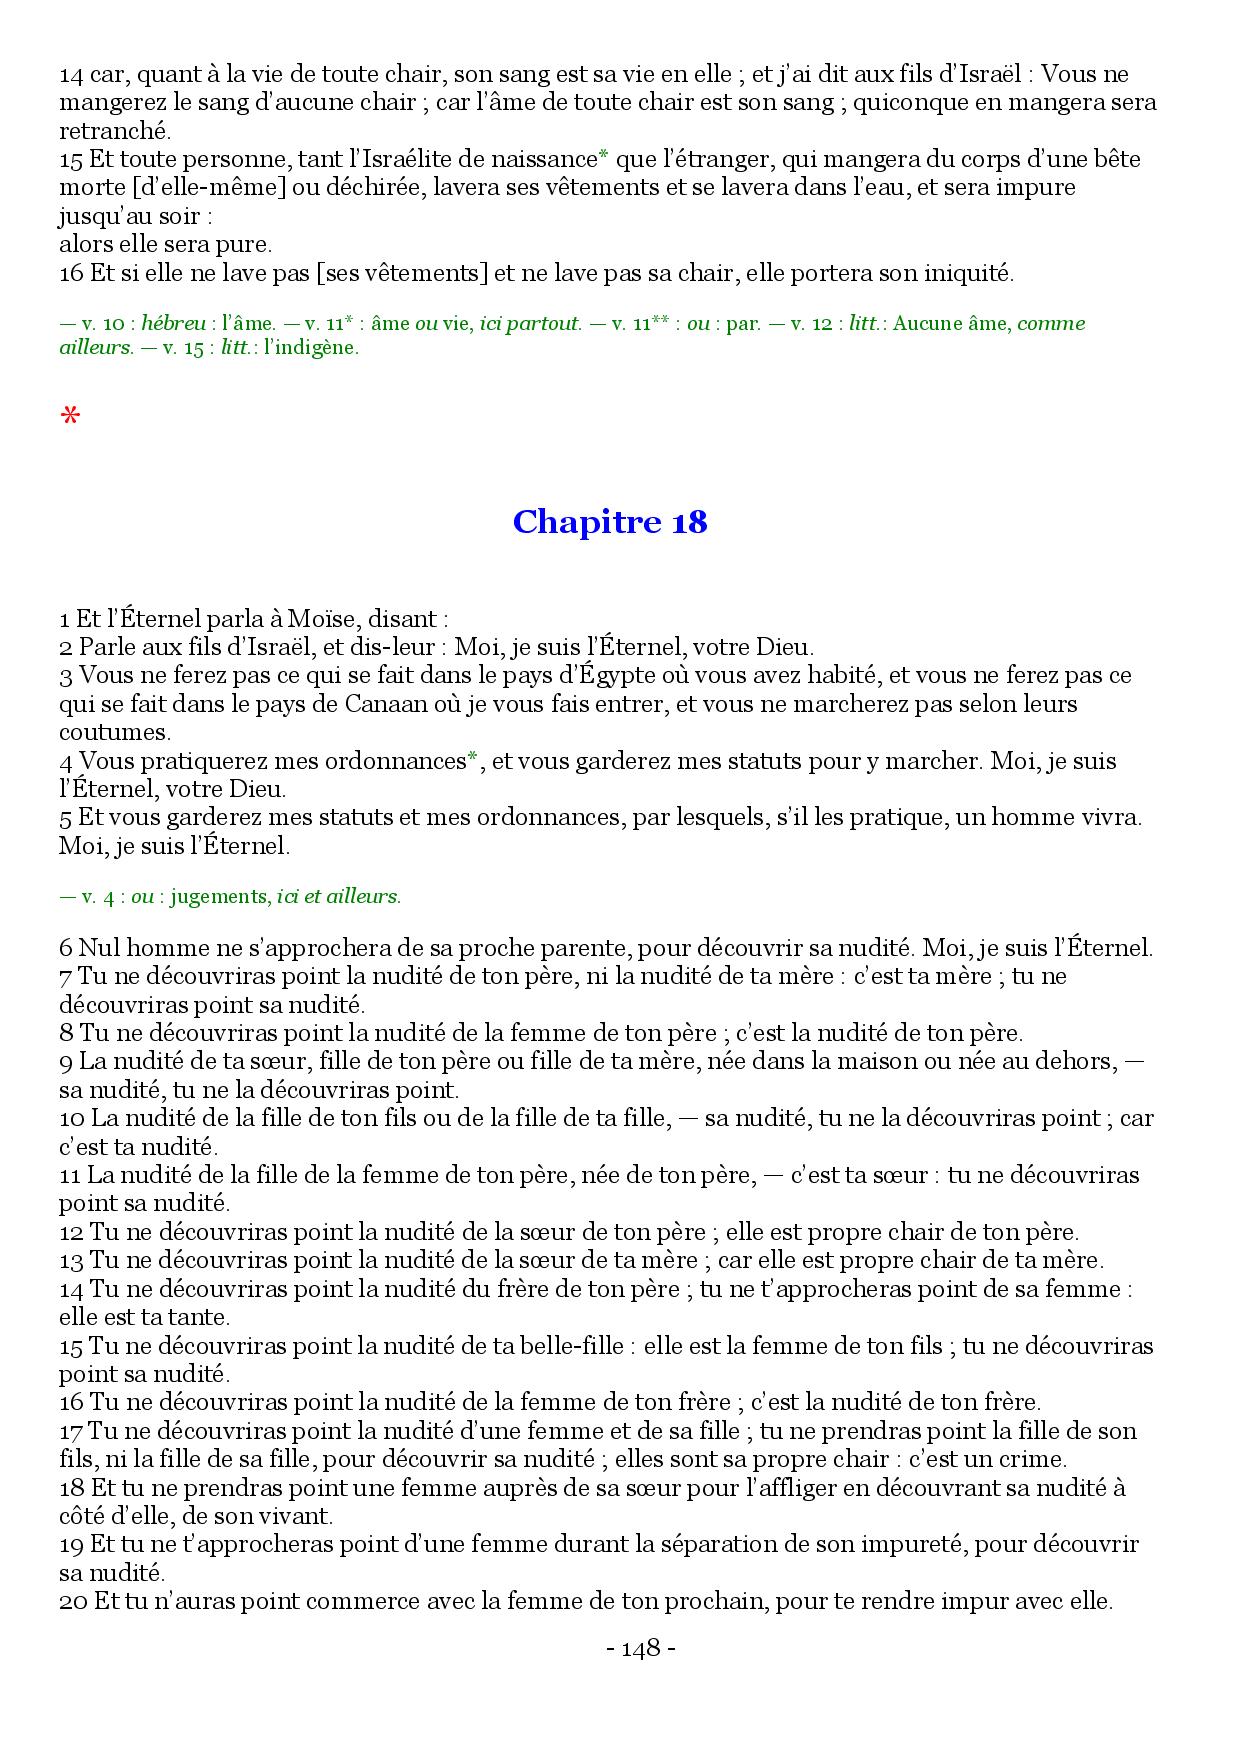 14 car, quant à la vie de toute chair, son sang est sa vie en elle ; et j’ai dit aux fils d’Israël : Vous ne
mangerez le sang d’aucune chair ; car l’âme de toute chair est son sang ; quiconque en mangera sera
retranché.
15 Et toute personne, tant l’Israélite de naissance* que l’étranger, qui mangera du corps d’une bête
morte [d’elle-même] ou déchirée, lavera ses vêtements et se lavera dans l’eau, et sera impure
jusqu’au soir :
alors elle sera pure.
16 Et si elle ne lave pas [ses vêtements] et ne lave pas sa chair, elle portera son iniquité.
— v. 10 : hébreu : l’âme. — v. 11* : âme ou vie, ici partout. — v. 11** : ou : par. — v. 12 : litt.: Aucune âme, comme
ailleurs. — v. 15 : litt.: l’indigène.
*
Chapitre 18
1 Et l’Éternel parla à Moïse, disant :
2 Parle aux fils d’Israël, et dis-leur : Moi, je suis l’Éternel, votre Dieu.
3 Vous ne ferez pas ce qui se fait dans le pays d’Égypte où vous avez habité, et vous ne ferez pas ce
qui se fait dans le pays de Canaan où je vous fais entrer, et vous ne marcherez pas selon leurs
coutumes.
4 Vous pratiquerez mes ordonnances*, et vous garderez mes statuts pour y marcher. Moi, je suis
l’Éternel, votre Dieu.
5 Et vous garderez mes statuts et mes ordonnances, par lesquels, s’il les pratique, un homme vivra.
Moi, je suis l’Éternel.
— v. 4 : ou : jugements, ici et ailleurs.
6 Nul homme ne s’approchera de sa proche parente, pour découvrir sa nudité. Moi, je suis l’Éternel.
7 Tu ne découvriras point la nudité de ton père, ni la nudité de ta mère : c’est ta mère ; tu ne
découvriras point sa nudité.
8 Tu ne découvriras point la nudité de la femme de ton père ; c’est la nudité de ton père.
9 La nudité de ta sœur, fille de ton père ou fille de ta mère, née dans la maison ou née au dehors, —
sa nudité, tu ne la découvriras point.
10 La nudité de la fille de ton fils ou de la fille de ta fille, — sa nudité, tu ne la découvriras point ; car
c’est ta nudité.
11 La nudité de la fille de la femme de ton père, née de ton père, — c’est ta sœur : tu ne découvriras
point sa nudité.
12 Tu ne découvriras point la nudité de la sœur de ton père ; elle est propre chair de ton père.
13 Tu ne découvriras point la nudité de la sœur de ta mère ; car elle est propre chair de ta mère.
14 Tu ne découvriras point la nudité du frère de ton père ; tu ne t’approcheras point de sa femme :
elle est ta tante.
15 Tu ne découvriras point la nudité de ta belle-fille : elle est la femme de ton fils ; tu ne découvriras
point sa nudité.
16 Tu ne découvriras point la nudité de la femme de ton frère ; c’est la nudité de ton frère.
17 Tu ne découvriras point la nudité d’une femme et de sa fille ; tu ne prendras point la fille de son
fils, ni la fille de sa fille, pour découvrir sa nudité ; elles sont sa propre chair : c’est un crime.
18 Et tu ne prendras point une femme auprès de sa sœur pour l’affliger en découvrant sa nudité à
côté d’elle, de son vivant.
19 Et tu ne t’approcheras point d’une femme durant la séparation de son impureté, pour découvrir
sa nudité.
20 Et tu n’auras point commerce avec la femme de ton prochain, pour te rendre impur avec elle.
- 148 -